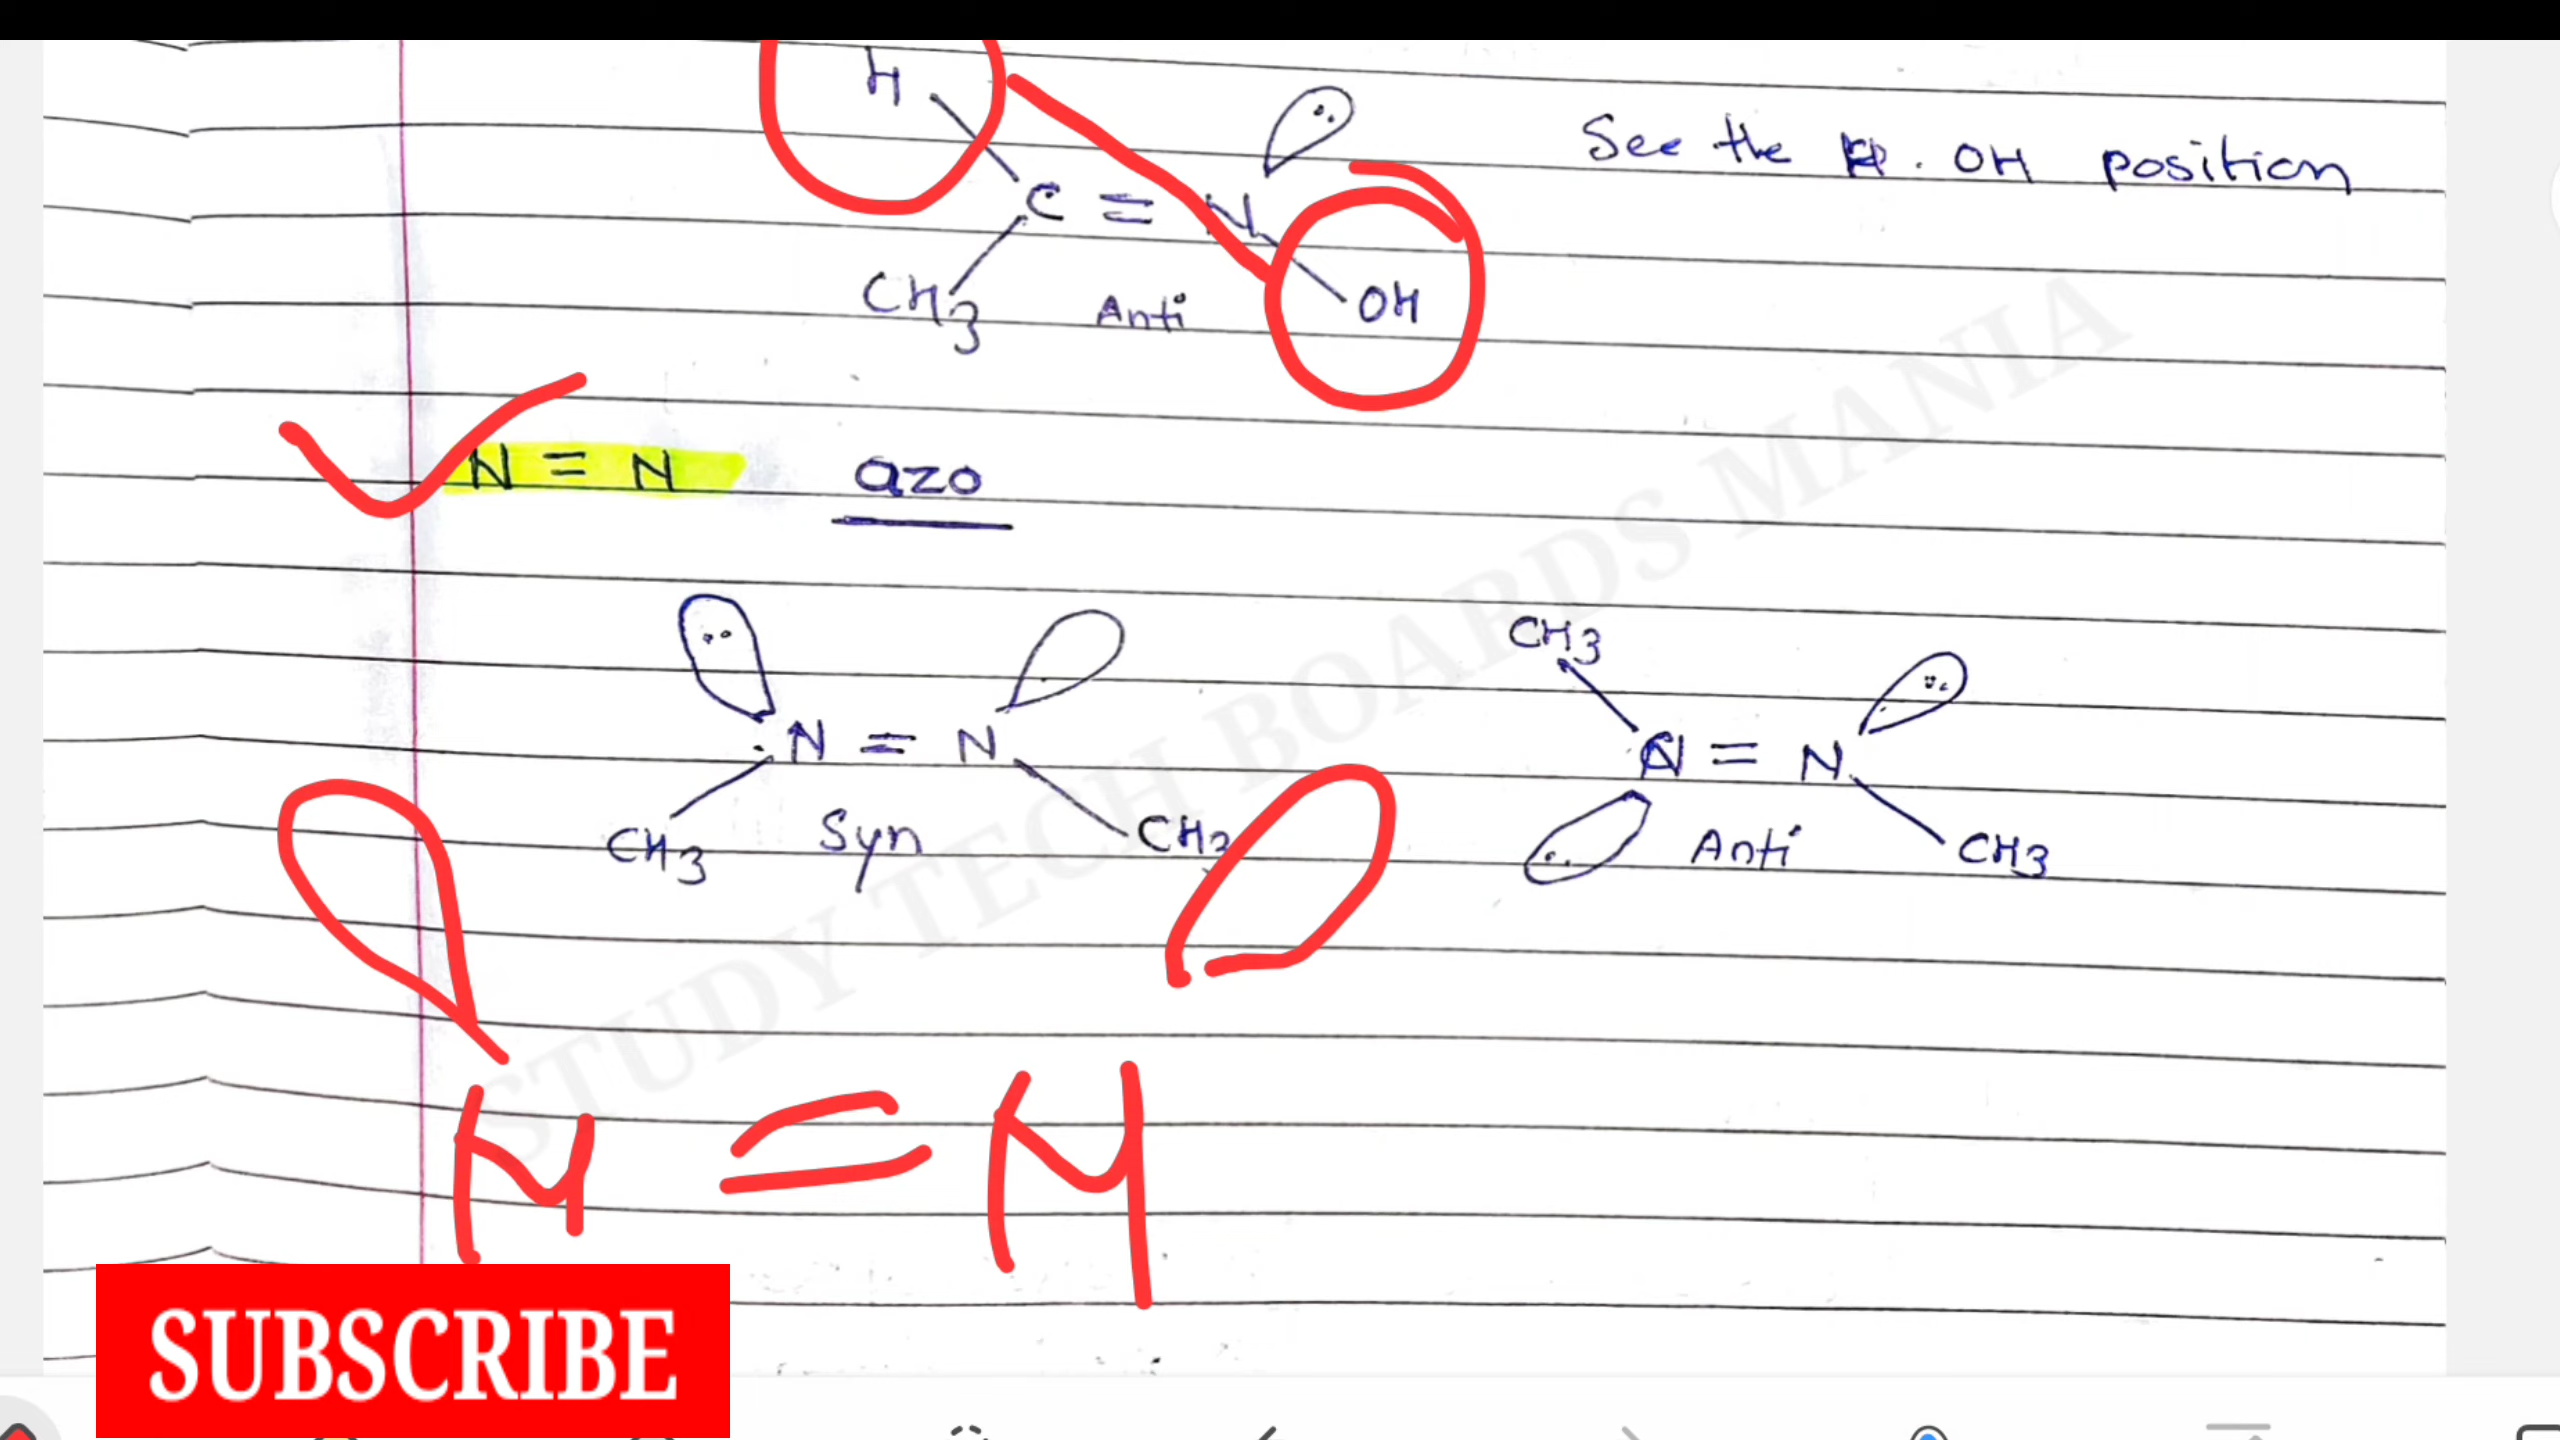 H
See the H. OH position
C = N
CH3 Anti OH
N = N azo
CH3
N = N
N = N
CH3 Syn CH3
Anti CH3
STUDY TECH BOARDS MANIA
N = N
SUBSCRIBE